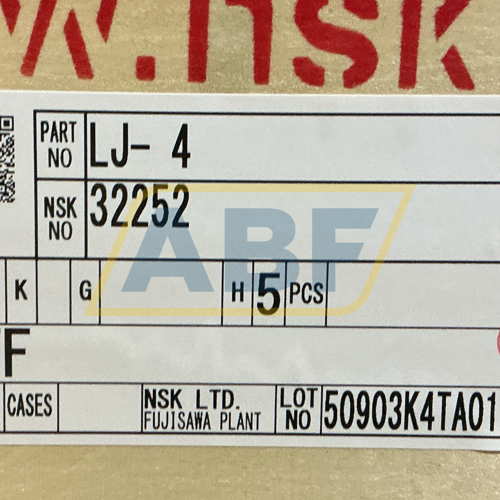 W.nsk
PART NO LJ- 4
NSK NO 32252
ABF
K G H 5 PCS
F
CASES NSK LTD. FUJISAWA PLANT LOT NO 50903K4TA01